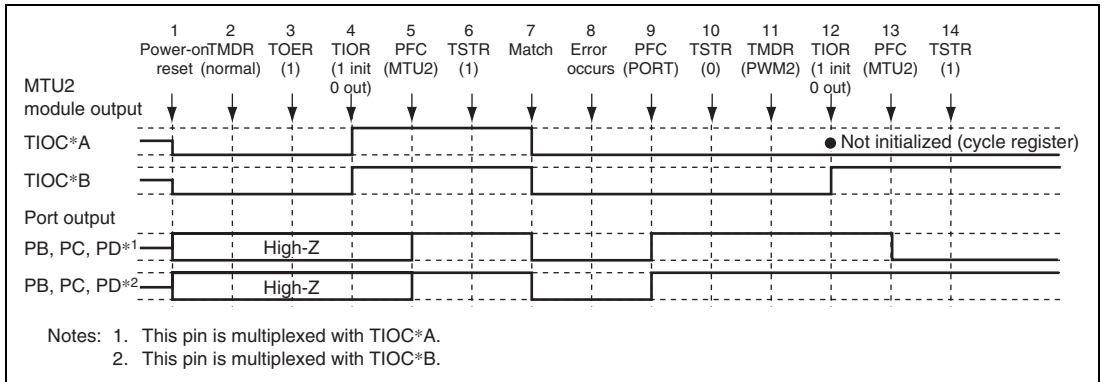 1 2 3 4 5 6 7 8 9 10 11 12 13 14
Power-on TMDR TOER TIOR PFC TSTR Match Error PFC TSTR TMDR TIOR PFC TSTR
reset (normal) (1) (1 init (MTU2) (1) occurs (PORT) (0) (PWM2) (1 init (MTU2) (1)
0 out) 0 out)
MTU2
module output
TIOC*A
● Not initialized (cycle register)
TIOC*B
Port output
PB, PC, PD*1
High-Z
PB, PC, PD*2
High-Z
Notes: 1. This pin is multiplexed with TIOC*A.
2. This pin is multiplexed with TIOC*B.